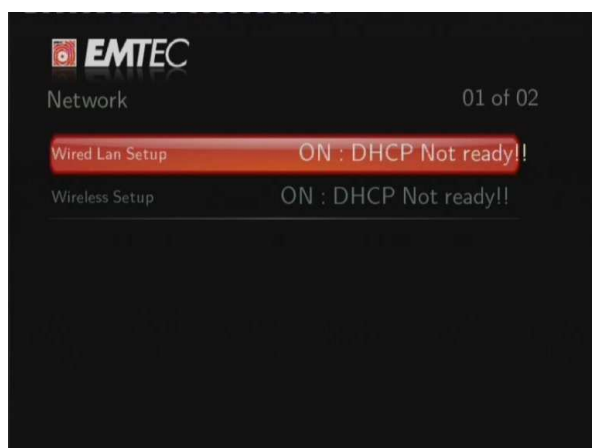 EMTEC
Network 01 of 02
Wired Lan Setup ON : DHCP Not ready!!
Wireless Setup ON : DHCP Not ready!!